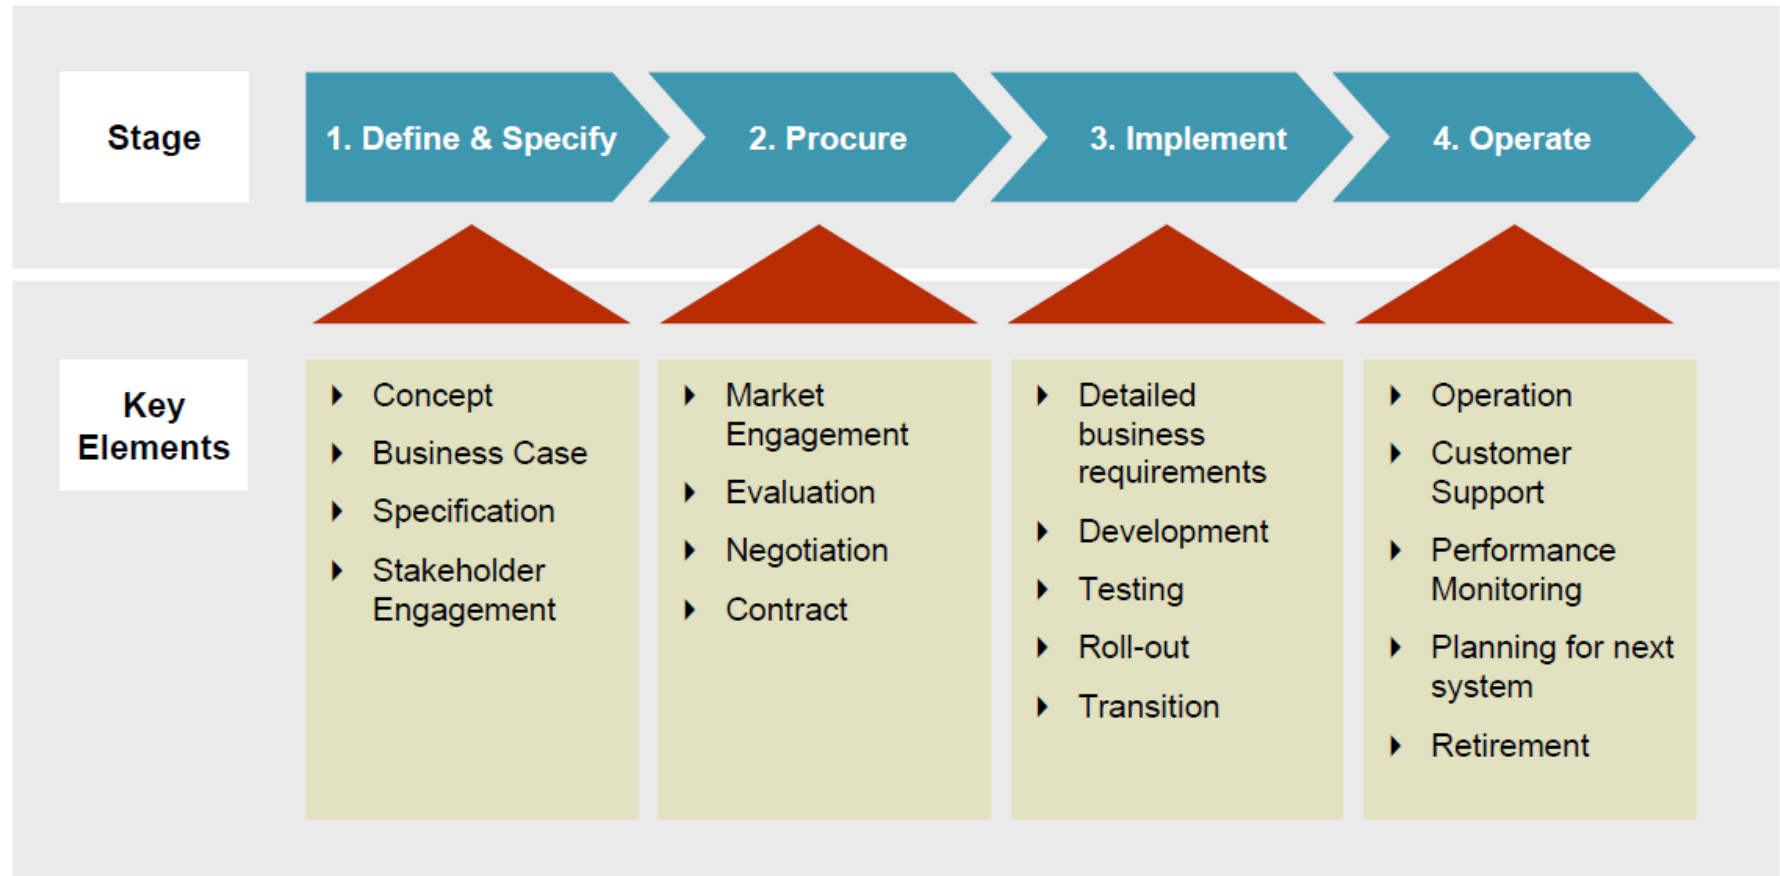 Stage
1. Define & Specify
2. Procure
3. Implement
4. Operate
Key
Elements
Concept
Business Case
Specification
Stakeholder
Engagement
Market
Engagement
Evaluation
Negotiation
Contract
Detailed
business
requirements
Development
Testing
Roll-out
Transition
Operation
Customer
Support
Performance
Monitoring
Planning for next
system
Retirement